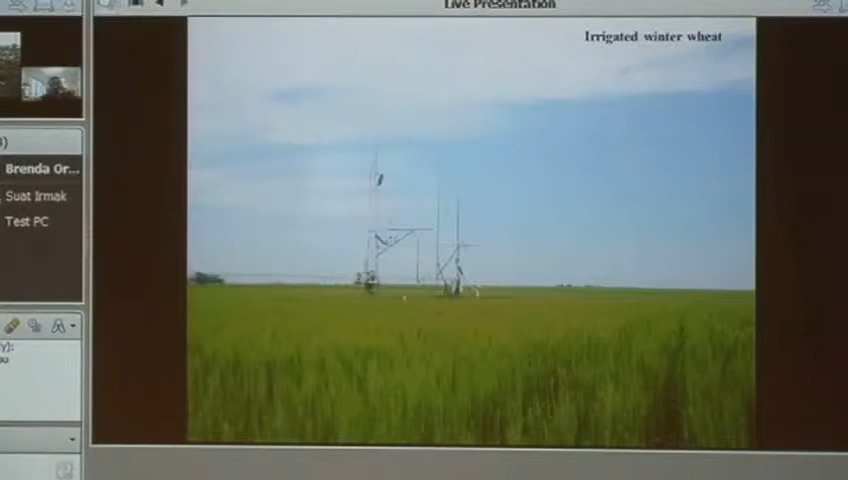 Live Presentation
Irrigated winter wheat
Brenda Or...
Suat Irmak
Test PC